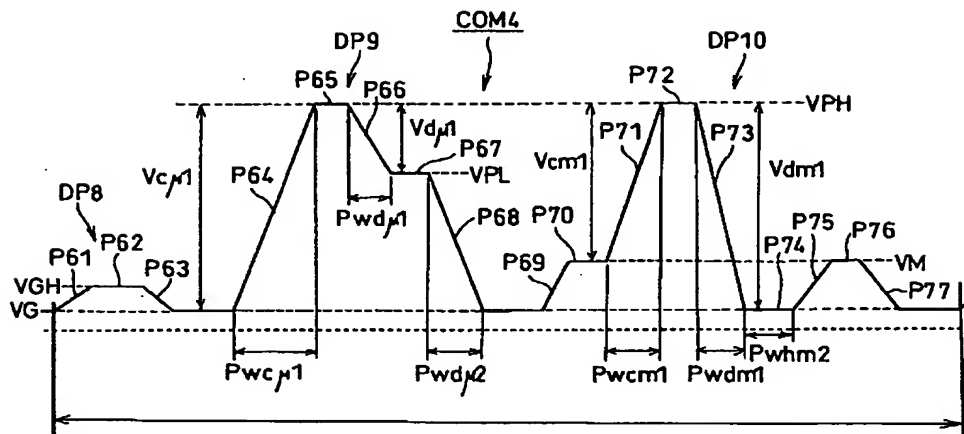 COM4
DP9
DP10
P65
P66
P72
VPH
Vdμ1
P67
P71
P73
Vcμ1
P64
VPL
Vcm1
Vdm1
DP8
Pwdμ1
P68
P70
P75
P76
P61
P62
P63
P69
P74
VM
VGH
VG
P77
Pwhm2
Pwcμ1
Pwdμ2
Pwcm1
Pwdm1